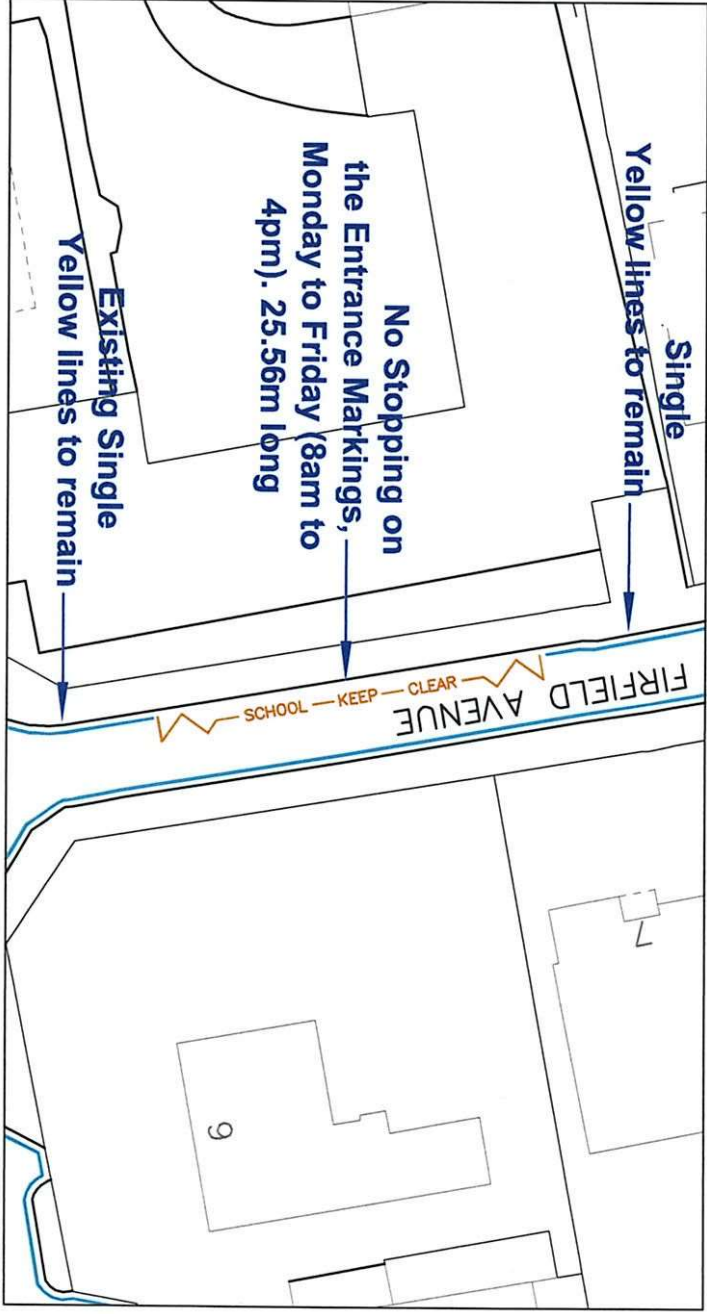 Single
Yellow lines to remain
No Stopping on
the Entrance Markings,
Monday to Friday (8am to
4pm). 25.56m long
Existing Single
Yellow lines to remain
SCHOOL — KEEP — CLEAR
FIRFIELD AVENUE
7
9